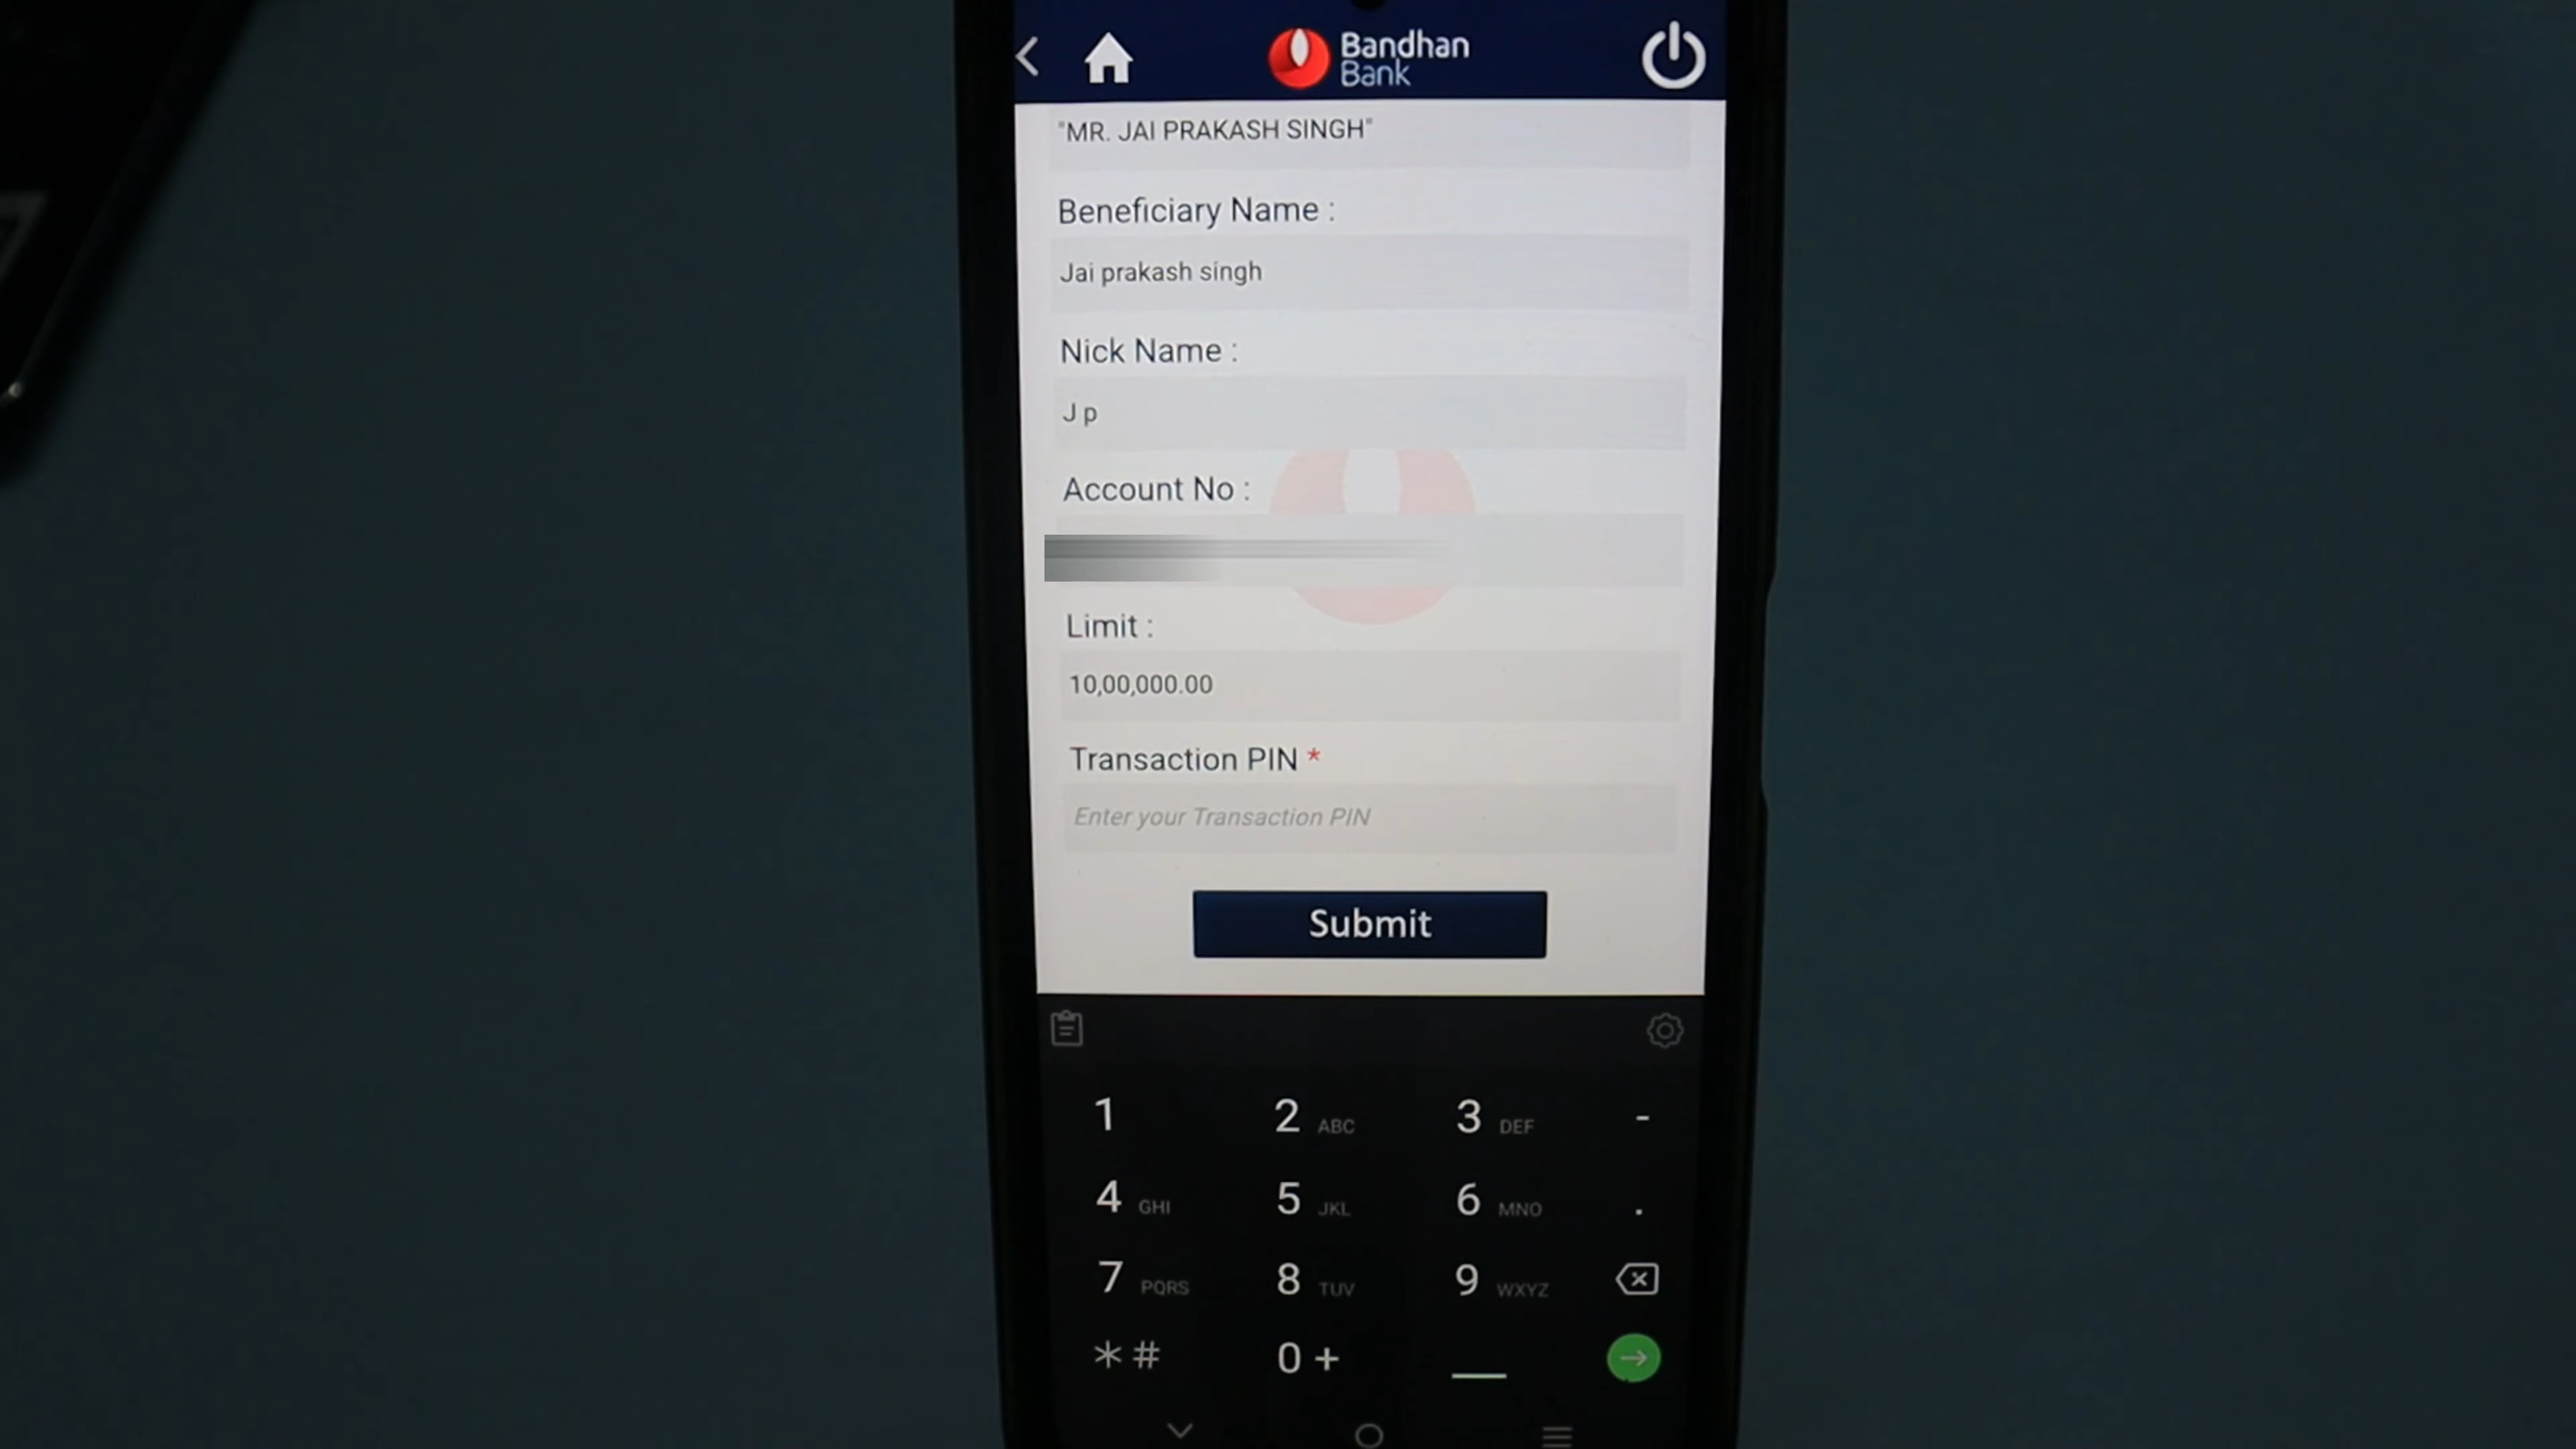 Bandhan
Bank
"MR. JAI PRAKASH SINGH"
Beneficiary Name :
Jai prakash singh
Nick Name :
J p
Account No :
Limit :
10,00,000.00
Transaction PIN *
Enter your Transaction PIN
Submit
1 2 ABC 3 DEF -
4 GHI 5 JKL 6 MNO .
7 PQRS 8 TUV 9 WXYZ
*# 0 +